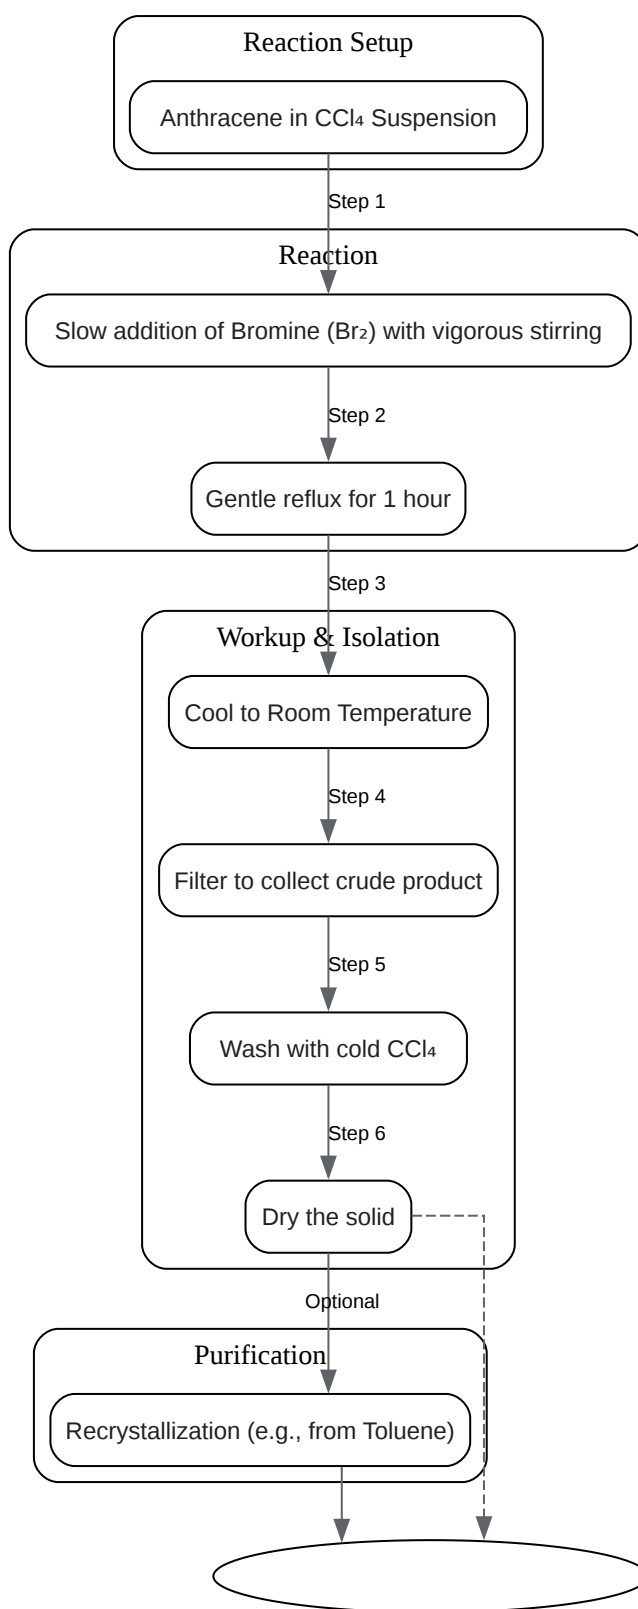 Reaction Setup
Anthracene in CCl₄ Suspension
Step 1
Reaction
Slow addition of Bromine (Br₂) with vigorous stirring
Step 2
Gentle reflux for 1 hour
Step 3
Workup & Isolation
Cool to Room Temperature
Step 4
Filter to collect crude product
Step 5
Wash with cold CCl₄
Step 6
Dry the solid
Optional
Purification
Recrystallization (e.g., from Toluene)